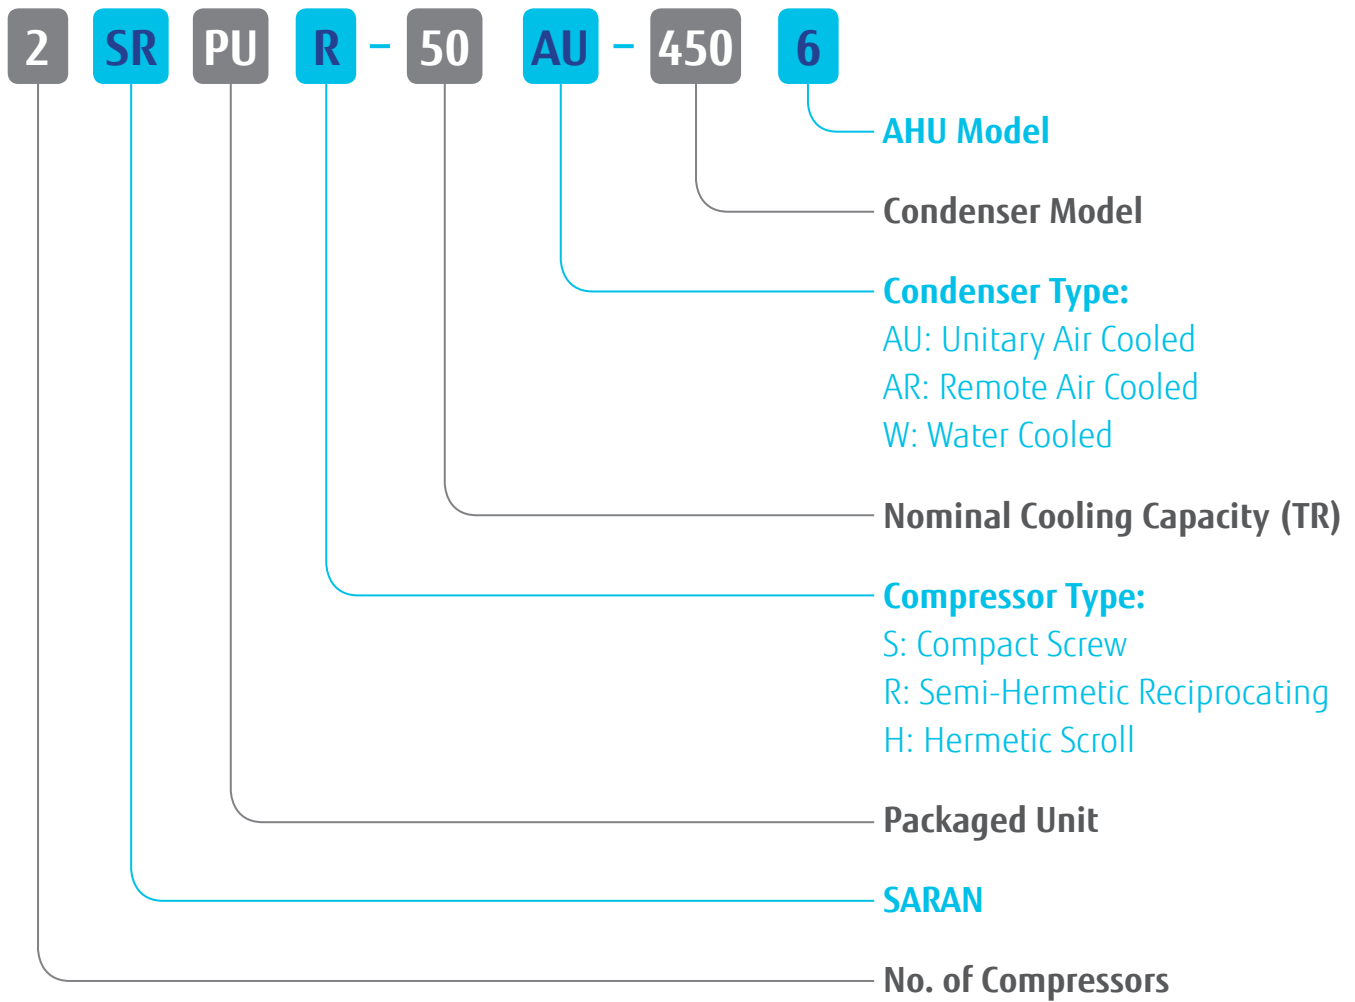 2 SR PU R - 50 AU - 450 6
AHU Model
Condenser Model
Condenser Type:
AU: Unitary Air Cooled
AR: Remote Air Cooled
W: Water Cooled
Nominal Cooling Capacity (TR)
Compressor Type:
S: Compact Screw
R: Semi-Hermetic Reciprocating
H: Hermetic Scroll
Packaged Unit
SARAN
No. of Compressors